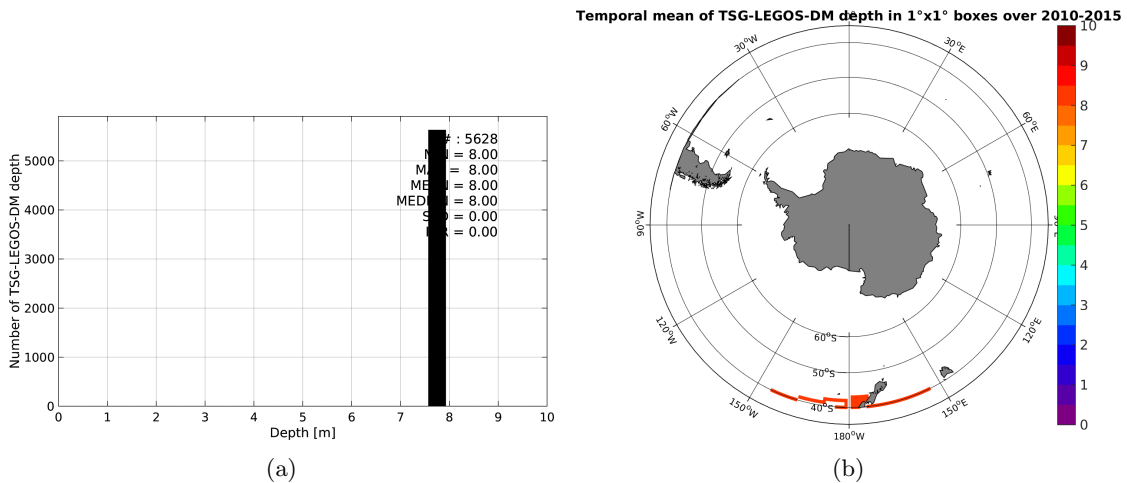 Temporal mean of TSG-LEGOS-DM depth in 1°x1° boxes over 2010-2015
Number of TSG-LEGOS-DM depth
5000
4000
3000
2000
1000
0
# : 5628
= 8.00
= 8.00
= 8.00
= 8.00
= 0.00
= 0.00
0 1 2 3 4 5 6 7 8 9 10
Depth [m]
(a)
0°
30°W
30°E
60°W
60°E
90°W
120°W
120°E
150°W
150°E
180°W
60°S
50°S
40°S
10
9
8
7
6
5
4
3
2
1
0
(b)